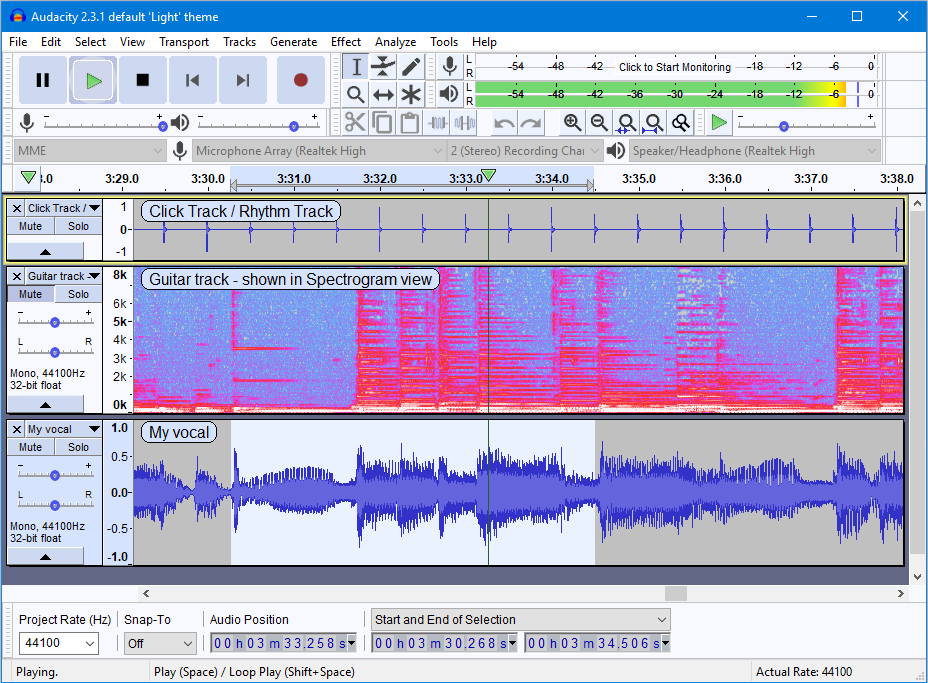 Audacity 2.3.1 default 'Light' theme
File Edit Select View Transport Tracks Generate Effect Analyze Tools Help
L R -54 -48 -42 Click to Start Monitoring -18 -12 -6 0
L R -54 -48 -42 -36 -30 -24 -18 -12 -6 0
- + - + - +
MME Microphone Array (Realtek High 2 (Stereo) Recording Char Speaker/Headphone (Realtek High
3:29.0 3:30.0 3:31.0 3:32.0 3:33.0 3:34.0 3:35.0 3:36.0 3:37.0 3:38.0
Click Track / 1 Click Track / Rhythm Track
Mute Solo 0-
-1
Guitar track - 8k Guitar track - shown in Spectrogram view
Mute Solo
- + 6k-
5k-
L R 4k-
3k-
Mono, 44100Hz 2k-
32-bit float
0k
My vocal 1.0 My vocal
Mute Solo
- + 0.5-
L R 0.0-
Mono, 44100Hz -0.5-
32-bit float
-1.0
Project Rate (Hz) Snap-To Audio Position Start and End of Selection
44100 Off 00 h 03 m 33.258 s 00 h 03 m 30.268 s 00 h 03 m 34.506 s
Playing. Play (Space) / Loop Play (Shift+Space) Actual Rate: 44100